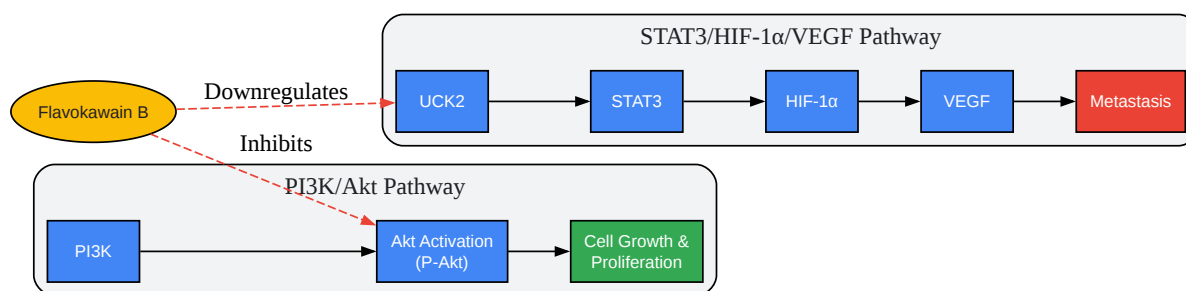 STAT3/HIF-1α/VEGF Pathway
Downregulates
UCK2
STAT3
HIF-1α
VEGF
Metastasis
Flavokawain B
Inhibits
PI3K/Akt Pathway
PI3K
Akt Activation
(P-Akt)
Cell Growth &
Proliferation